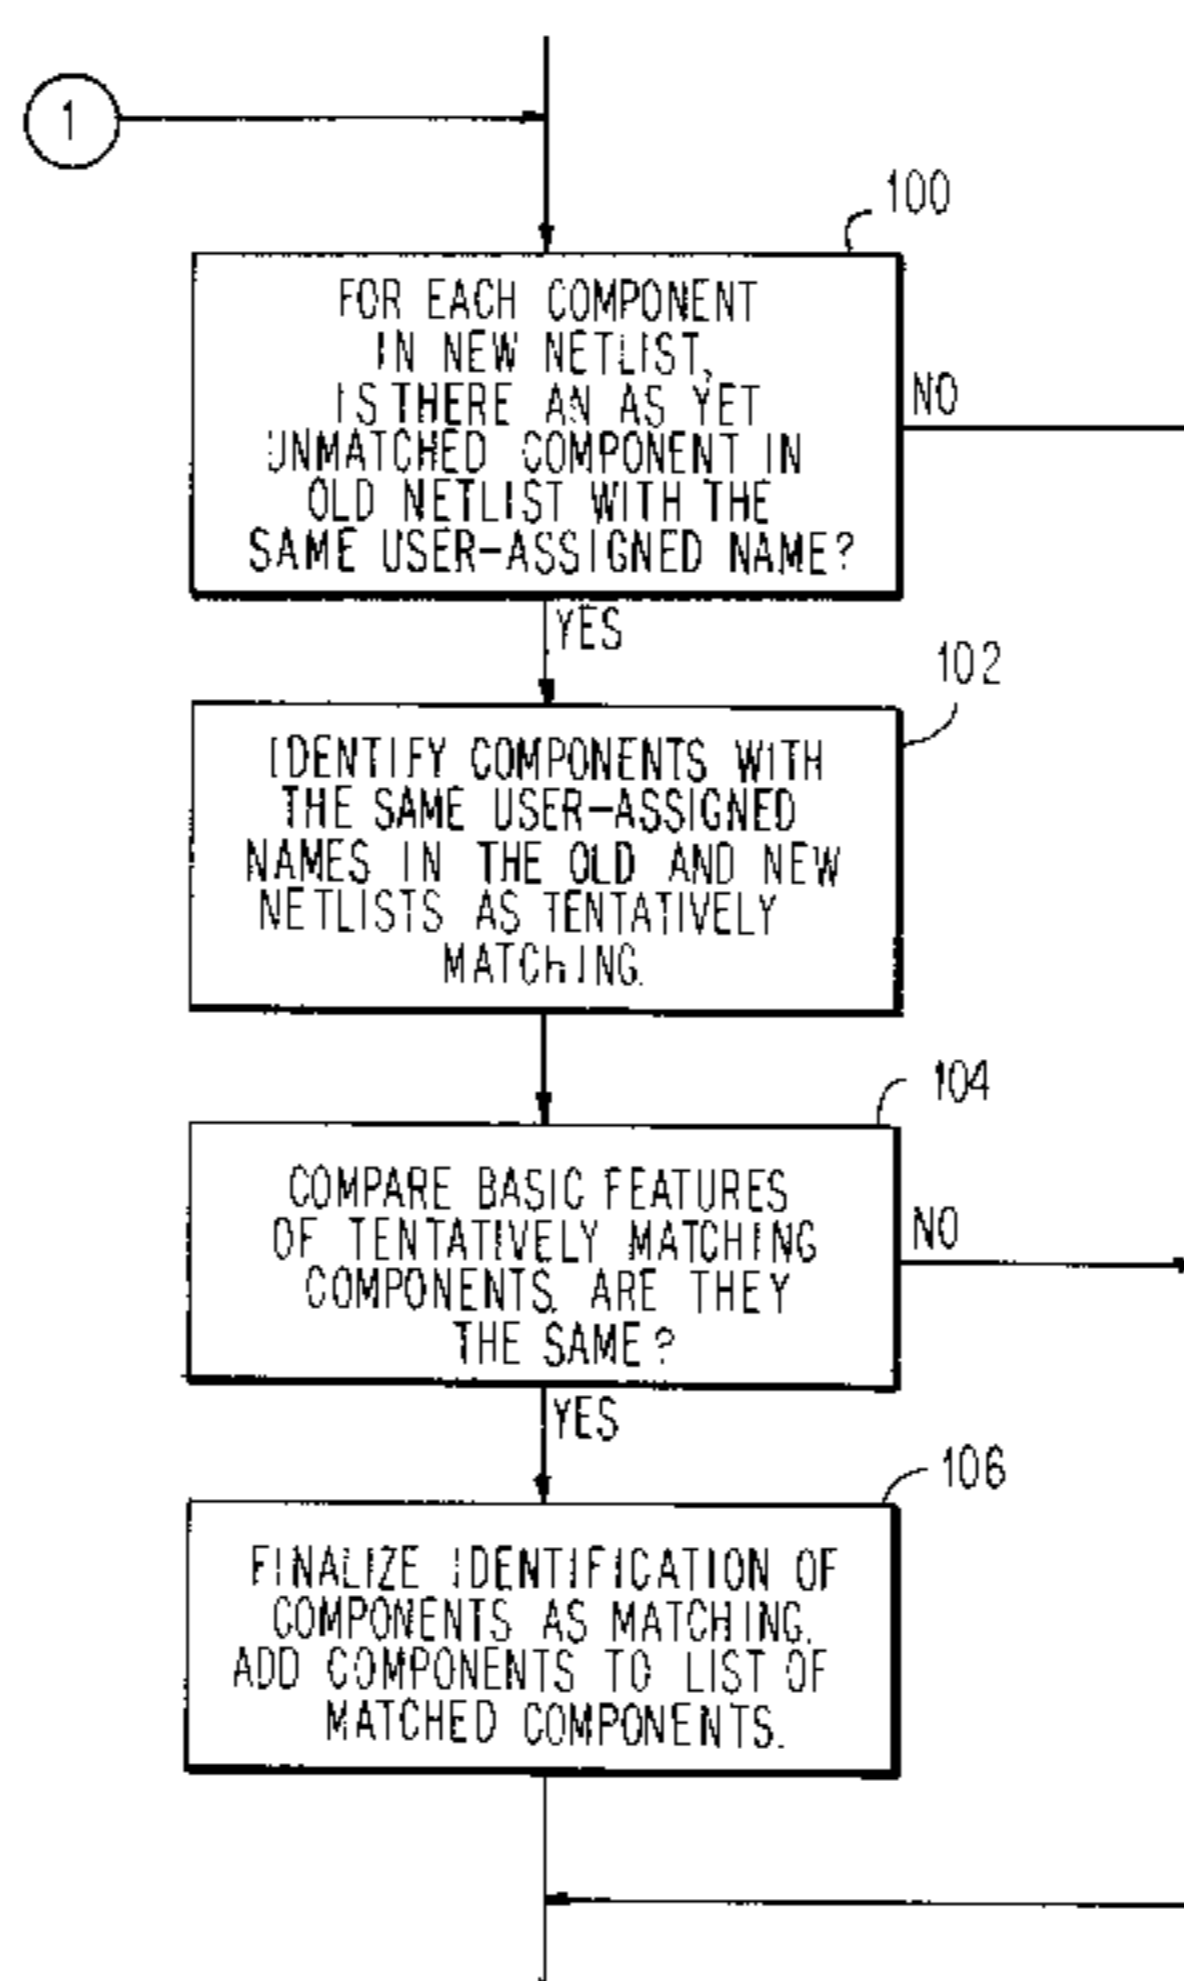 1
100
FOR EACH COMPONENT
IN NEW NETLIST,
IS THERE AN AS YET
UNMATCHED COMPONENT IN
OLD NETLIST WITH THE
SAME USER-ASSIGNED NAME?
NO
YES
102
IDENTIFY COMPONENTS WITH
THE SAME USER-ASSIGNED
NAMES IN THE OLD AND NEW
NETLISTS AS TENTATIVELY
MATCHING.
104
COMPARE BASIC FEATURES
OF TENTATIVELY MATCHING
COMPONENTS. ARE THEY
THE SAME?
NO
YES
106
FINALIZE IDENTIFICATION OF
COMPONENTS AS MATCHING.
ADD COMPONENTS TO LIST OF
MATCHED COMPONENTS.